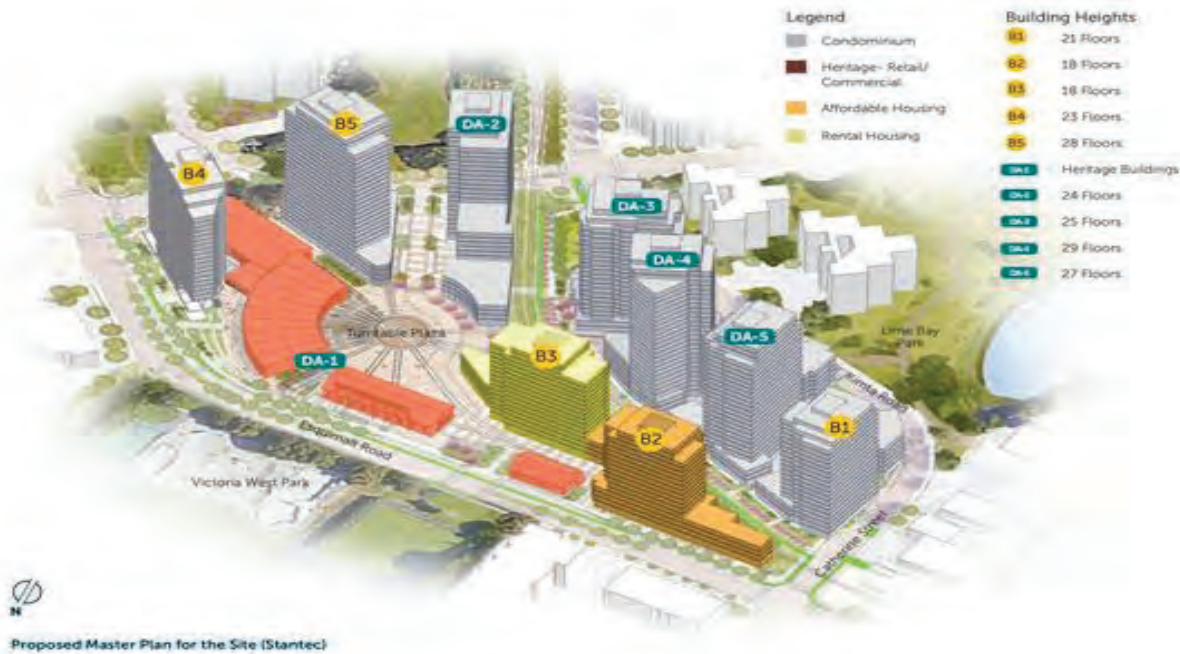 Legend
Condominium
Heritage- Retail/
Commercial
Affordable Housing
Rental Housing
Building Heights
B1 21 Floors
B2 18 Floors
B3 18 Floors
B4 23 Floors
B5 28 Floors
Heritage Buildings
24 Floors
25 Floors
29 Floors
27 Floors
B5
DA-2
B4
DA-3
DA-4
Turntable Plaza
DA-5
Lime Bay
Park
DA-1
B3
Kimta Road
B2
B1
Esquimalt Road
Victoria West Park
Catherine Street
N
Proposed Master Plan for the Site (Stantec)